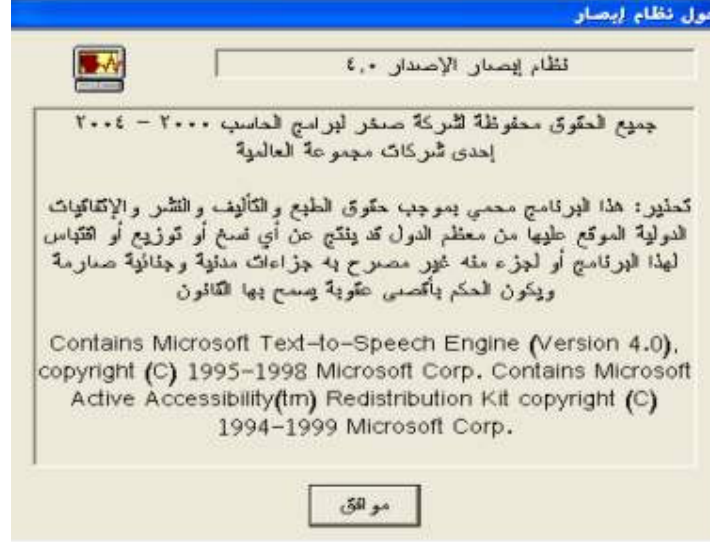 حول نظام إبصار
نظام إبصار الإصدار ٤,٠
جميع الحقوق محفوظة لشركة صخر لبرامج الحاسب ٢٠٠٠ - ٢٠٠٤
إحدى شركات مجموعة العالمية
تحذير: هذا البرنامج محمي بموجب حقوق الطبع والتأليف والنشر والإتفاقيات
الدولية الموقع عليها من معظم الدول قد ينتج عن أي نسخ أو توزيع أو اقتباس
لهذا البرنامج أو لجزء منه غير مصرح به جزاءات مدنية وجنائية صارمة
ويكون الحكم بأقصى عقوبة يسمح بها القانون
Contains Microsoft Text-to-Speech Engine (Version 4.0),
copyright (C) 1995-1998 Microsoft Corp. Contains Microsoft
Active Accessibility(tm) Redistribution Kit copyright (C)
1994-1999 Microsoft Corp.
موافق